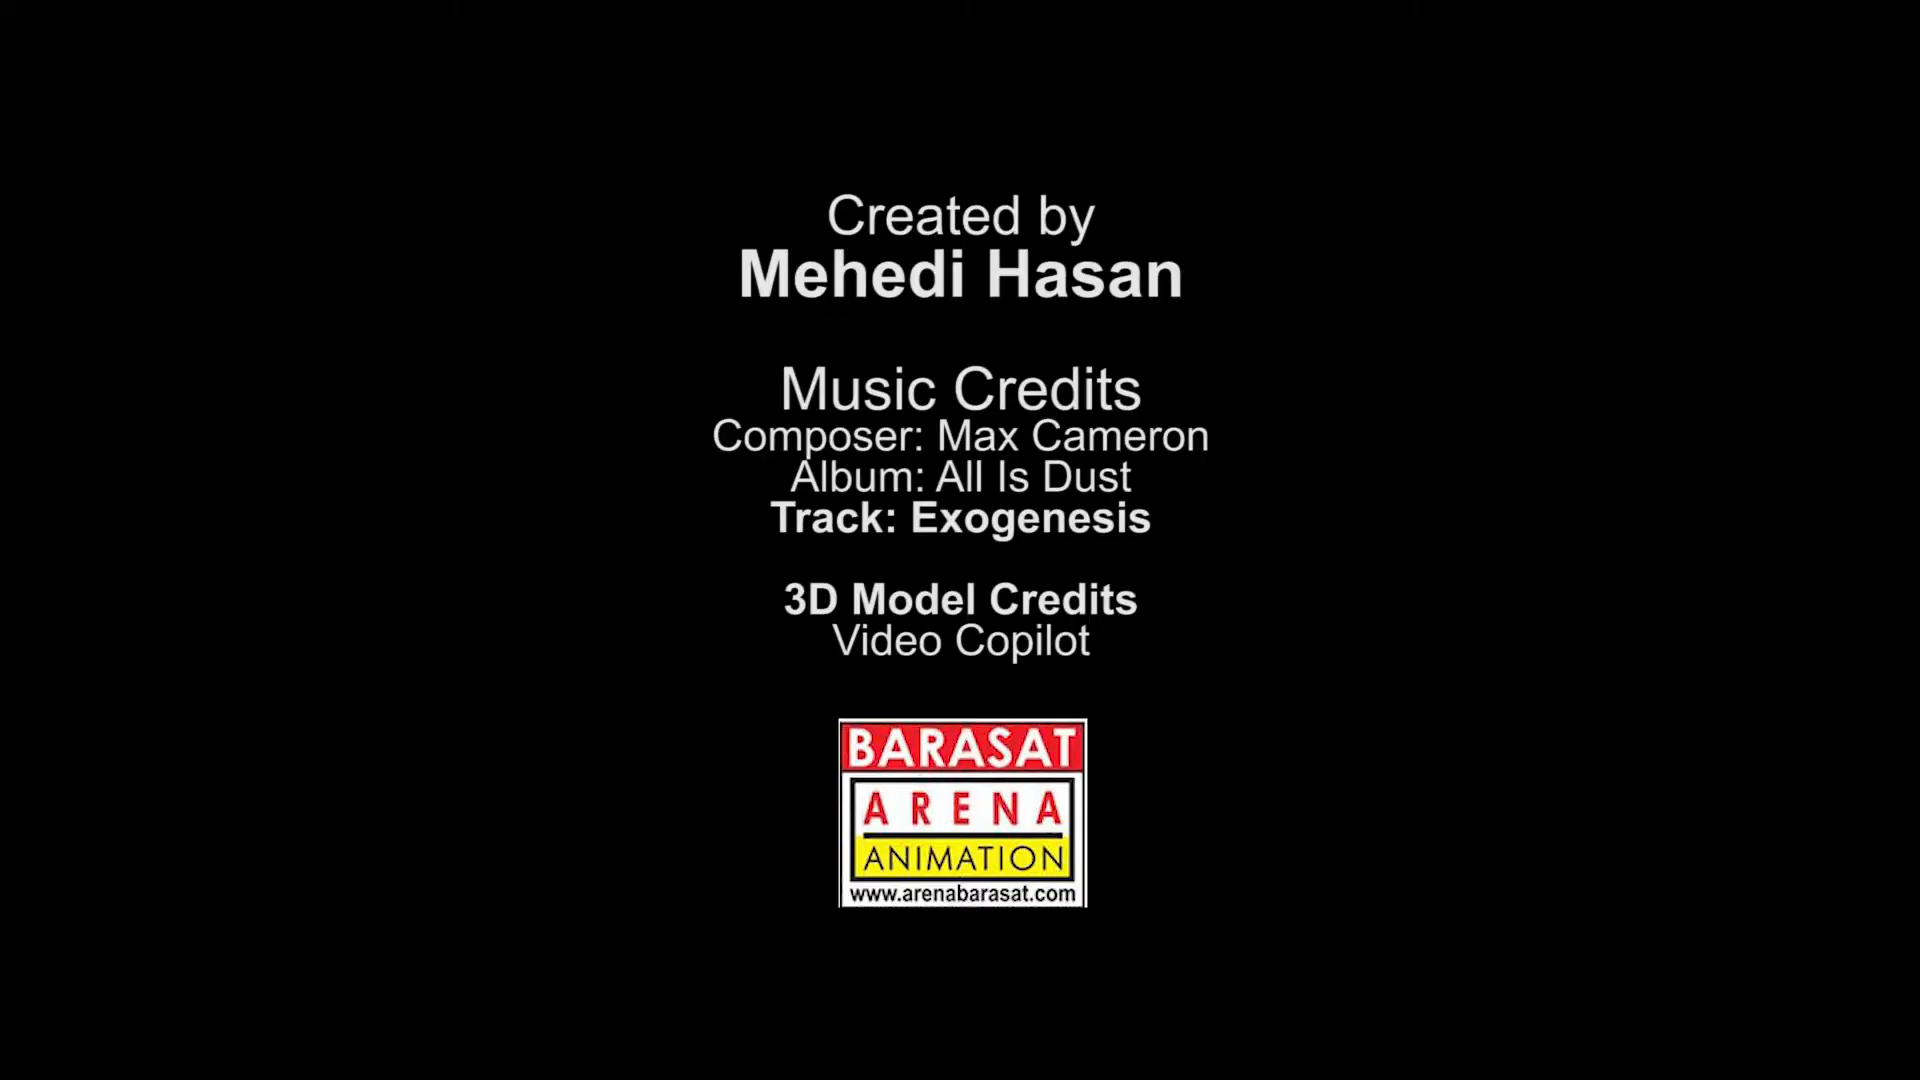 Created by
Mehedi Hasan
Music Credits
Composer: Max Cameron
Album: All Is Dust
Track: Exogenesis
3D Model Credits
Video Copilot
BARASAT
ARENA
ANIMATION
www.arenabarasat.com